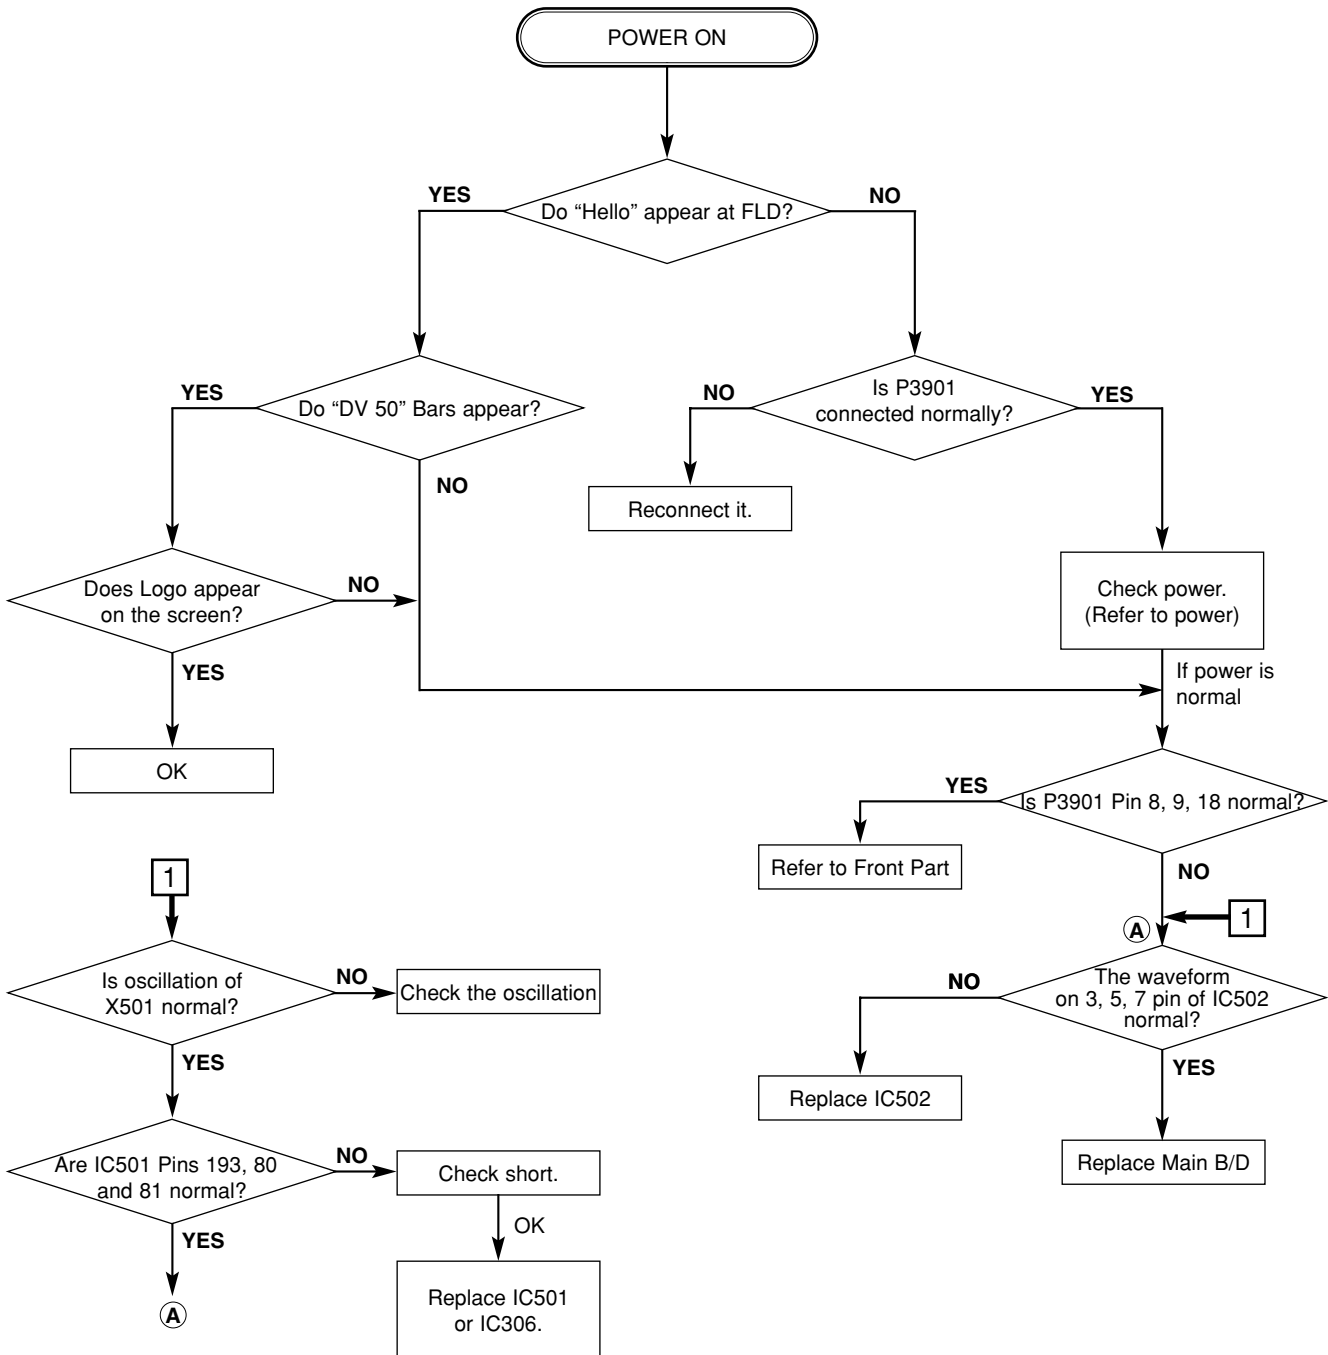 POWER ON
YES
NO
Do “Hello” appear at FLD?
YES
Do “DV 50” Bars appear?
NO
Is P3901
connected normally?
YES
NO
Reconnect it.
Does Logo appear
on the screen?
NO
Check power.
(Refer to power)
YES
If power is
normal
OK
YES
Is P3901 Pin 8, 9, 18 normal?
Refer to Front Part
NO
1
1
A
Is oscillation of
X501 normal?
NO
Check the oscillation
NO
The waveform
on 3, 5, 7 pin of IC502
normal?
YES
YES
Replace IC502
Are IC501 Pins 193, 80
and 81 normal?
NO
Check short.
Replace Main B/D
YES
OK
A
Replace IC501
or IC306.